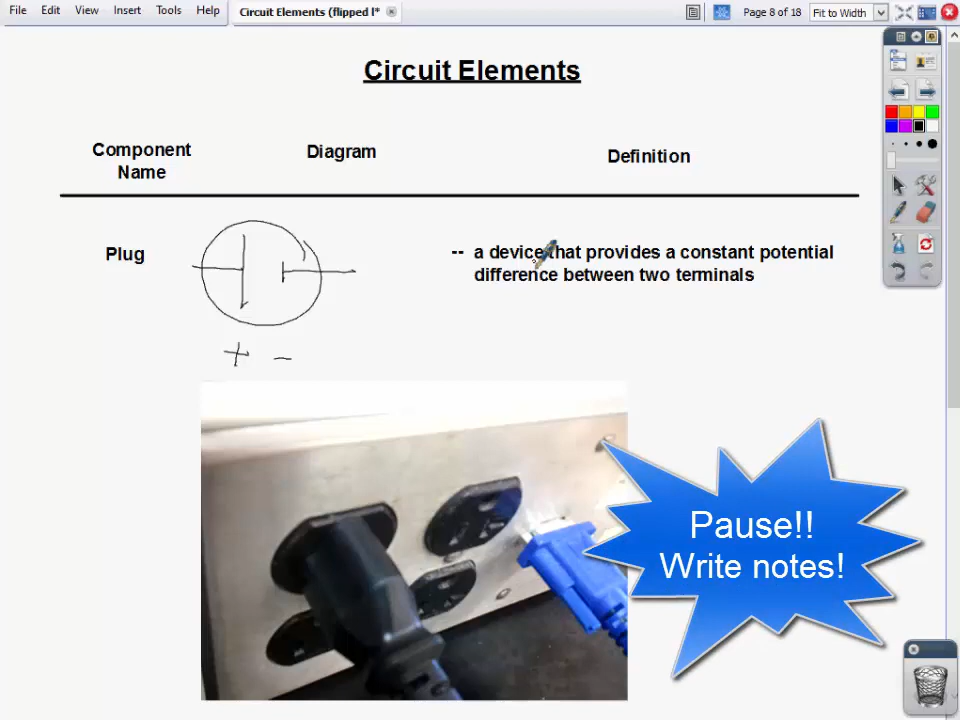 File Edit View Insert Tools Help Circuit Elements (flipped l* Page 8 of 18 Fit to Width
Circuit Elements
Component Name
Diagram
Definition
Plug
-- a device that provides a constant potential
difference between two terminals
+ -
Pause!!
Write notes!